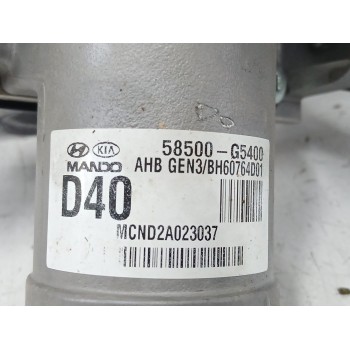 KIA 58500-G5400
MANDO AHB GEN3/BH60764D01
D40
MCND2A023037